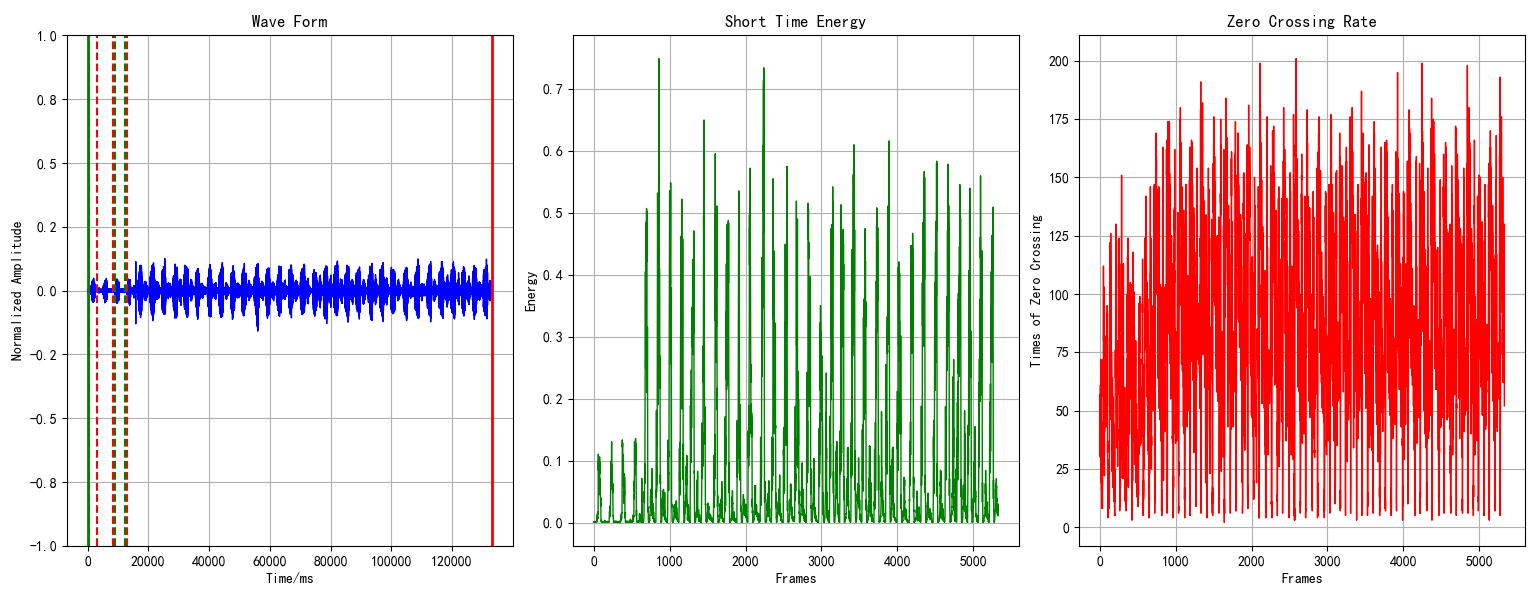 Wave Form
1.0
0.8
0.5
0.2
0.0
−0.2
−0.5
−0.8
−1.0
Normalized Amplitude
0 20000 40000 60000 80000 100000 120000
Time/ms
Short Time Energy
0.7
0.6
0.5
0.4
0.3
0.2
0.1
0.0
Energy
0 1000 2000 3000 4000 5000
Frames
Zero Crossing Rate
200
175
150
125
100
75
50
25
0
Times of Zero Crossing
0 1000 2000 3000 4000 5000
Frames